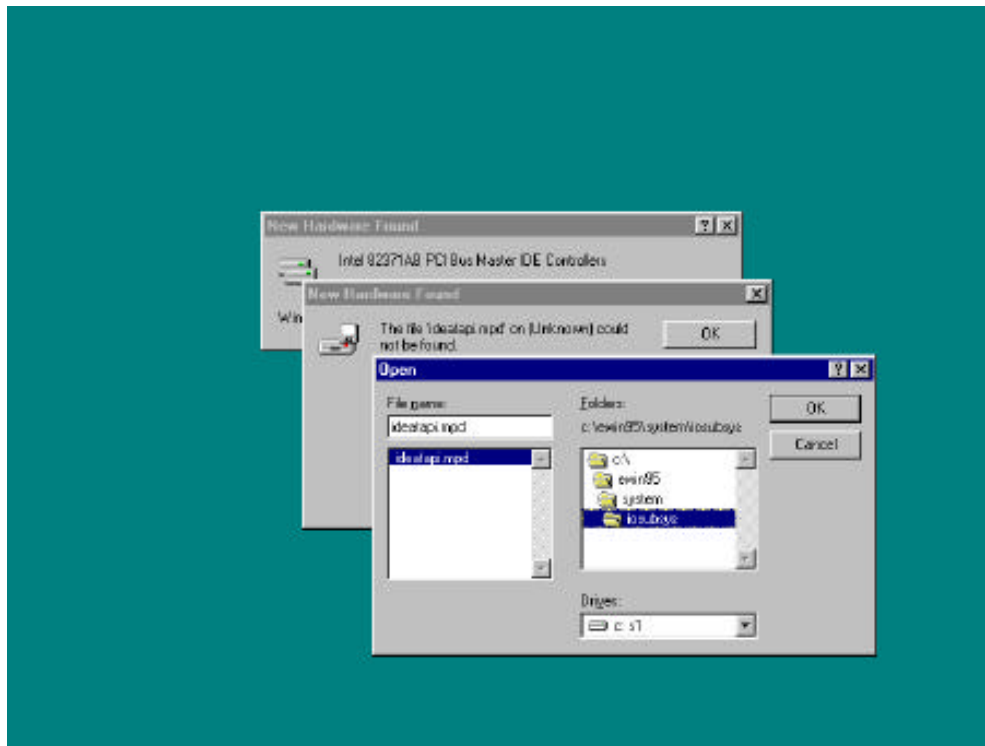 New Hardware Found
Intel 82371AB PCI Bus Master IDE Controllers
Win
New Hardware Found
The file 'ideatapi.mpd' on (Unknown) could
not be found.
OK
Open
File name:
ideatapi.mpd
ideatapi.mpd
Folders:
c:\ewin95\system\iosubsys
c:\
ewin95
system
iosubsys
Drives:
c: s1
OK
Cancel